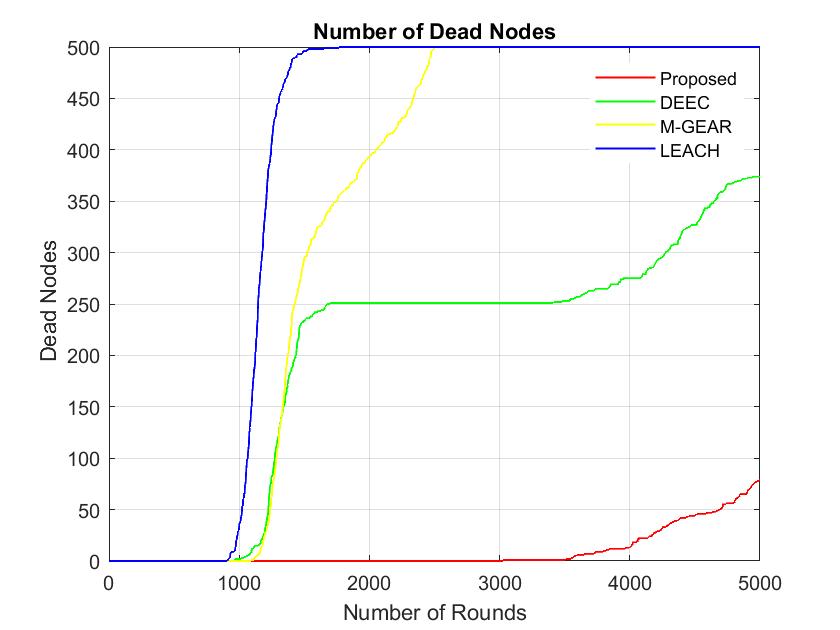 Number of Dead Nodes
500
450
400
350
300
250
200
150
100
50
0
Dead Nodes
Proposed
DEEC
M-GEAR
LEACH
0 1000 2000 3000 4000 5000
Number of Rounds